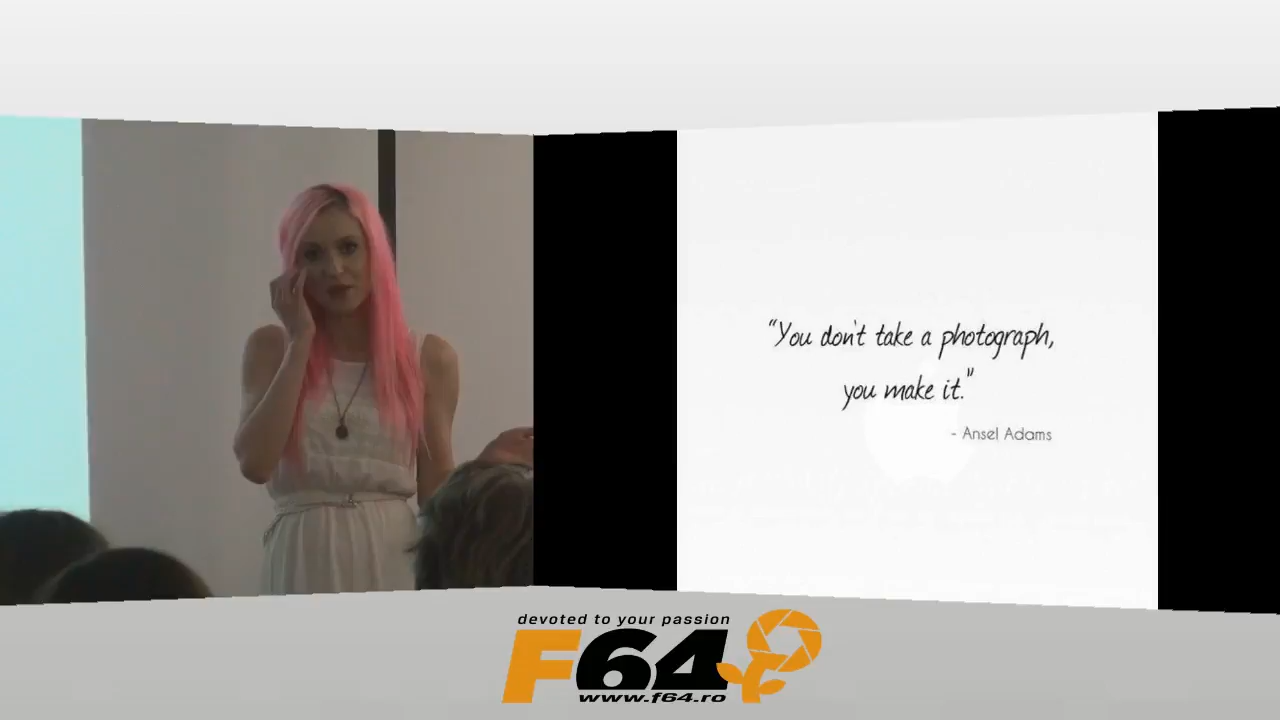 “You don't take a photograph,
you make it.”
- Ansel Adams
devoted to your passion
F64
www.f64.ro